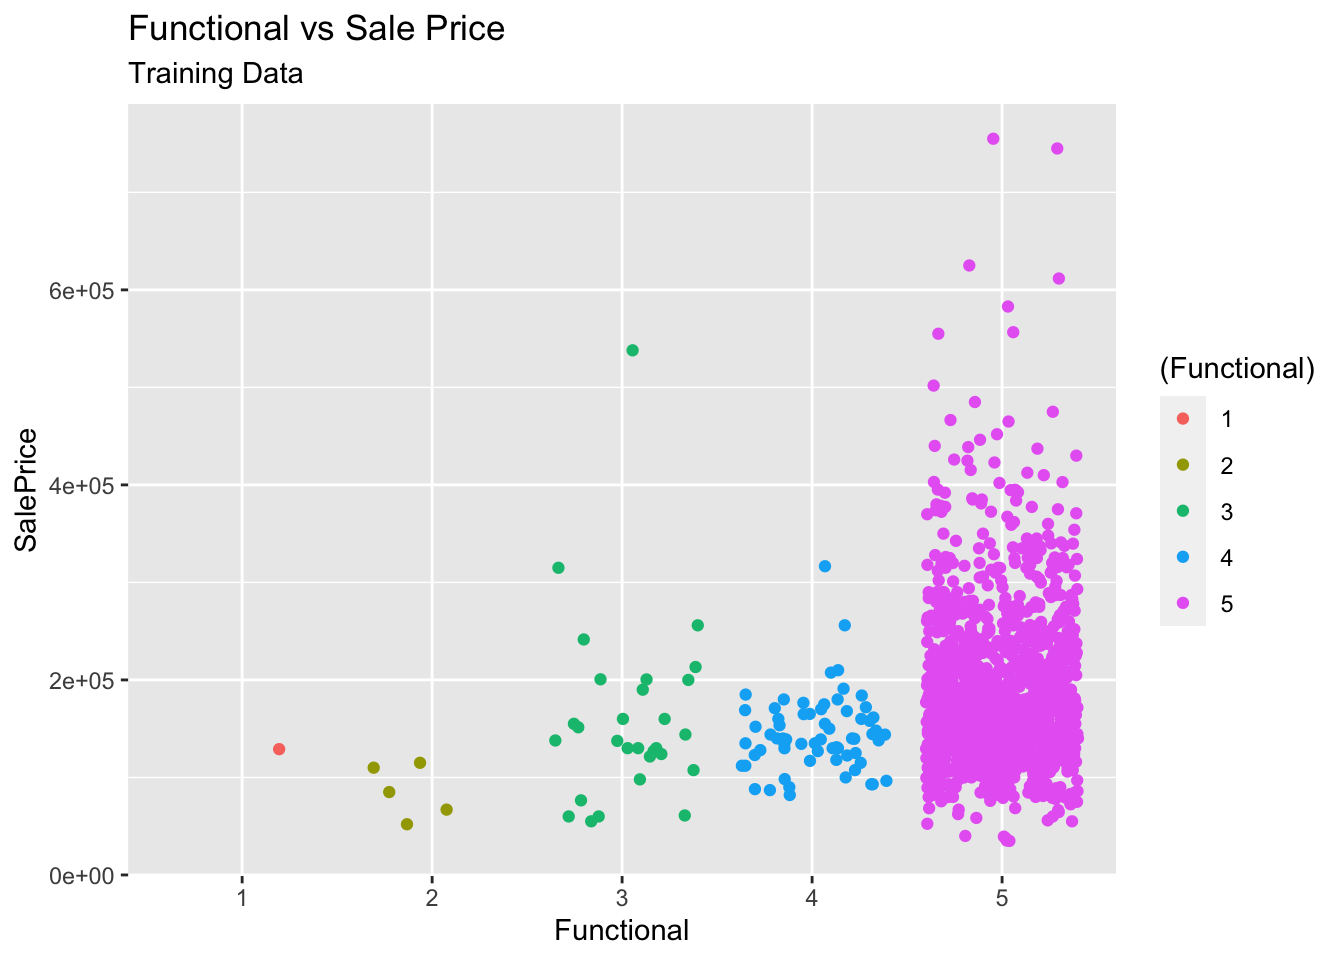 Functional vs Sale Price
Training Data
SalePrice
6e+05
4e+05
2e+05
0e+00
1 2 3 4 5
Functional
(Functional)
1
2
3
4
5